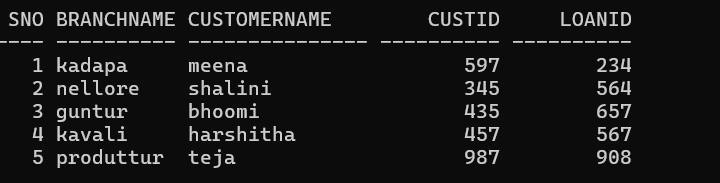 SNO BRANCHNAME CUSTOMERNAME CUSTID LOANID
---- ---------- --------------- ---------- ----------
1 kadapa meena 597 234
2 nellore shalini 345 564
3 guntur bhoomi 435 657
4 kavali harshitha 457 567
5 produttur teja 987 908